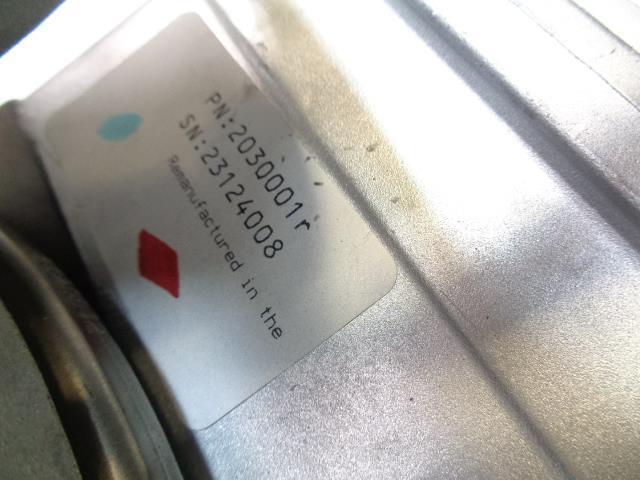 PN:2030001r
SN:23124008
Remanufactured in the